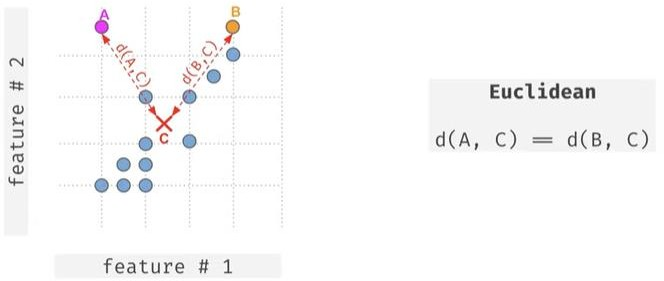 A
B
d(A,C)
d(B,C)
C
feature # 2
feature # 1
Euclidean
d(A, C) = d(B, C)